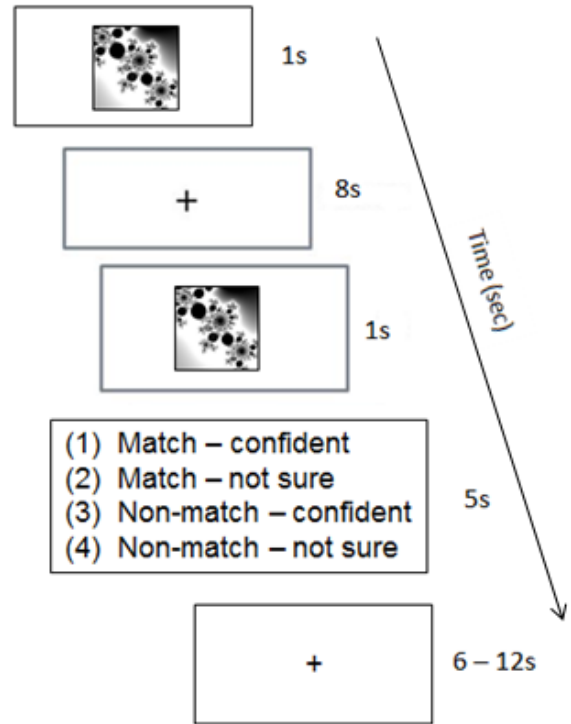 1s
+
8s
1s
Time (sec)
(1) Match – confident
(2) Match – not sure
(3) Non-match – confident
(4) Non-match – not sure
5s
+
6 – 12s